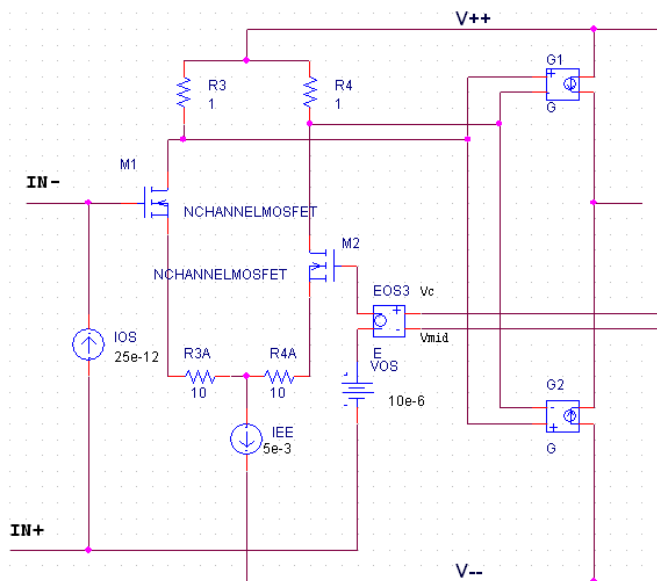 V++
G1
R3
R4
1
1
+
-
G
M1
IN-
NCHANNELMOSFET
M2
NCHANNELMOSFET
EOS3
Vc
+
-
Vmid
IOS
25e-12
R3A
R4A
E
VOS
10
10
10e-6
G2
-
+
IEE
5e-3
G
IN+
V--